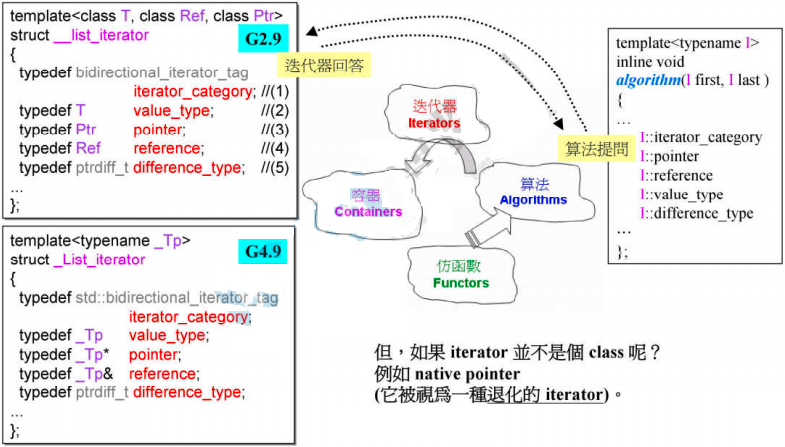 template<class T, class Ref, class Ptr>
struct __list_iterator
G2.9
{
typedef bidirectional_iterator_tag
iterator_category; //(1)
typedef T value_type; //(2)
typedef Ptr pointer; //(3)
typedef Ref reference; //(4)
typedef ptrdiff_t difference_type; //(5)
...
};
template<typename _Tp>
struct _List_iterator
G4.9
{
typedef std::bidirectional_iterator_tag
iterator_category;
typedef _Tp value_type;
typedef _Tp* pointer;
typedef _Tp& reference;
typedef ptrdiff_t difference_type;
...
};
迭代器回答
迭代器
Iterators
容器
Containers
算法
Algorithms
仿函數
Functors
算法提問
template<typename I>
inline void
algorithm(I first, I last )
{
...
I::iterator_category
I::pointer
I::reference
I::value_type
I::difference_type
...
};
但，如果 iterator 並不是個 class 呢？
例如 native pointer
(它被視爲一種退化的 iterator)。